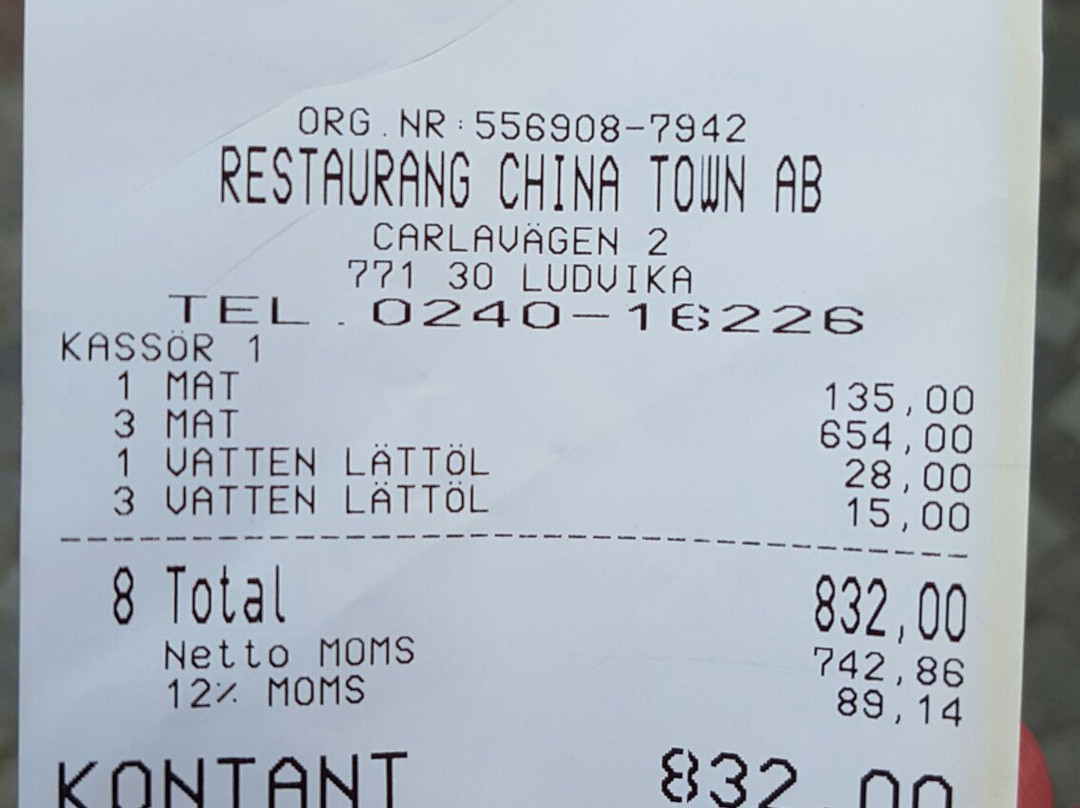 ORG.NR:556908-7942
RESTAURANG CHINA TOWN AB
CARLAVÄGEN 2
771 30 LUDVIKA
TEL. 0240-16226
KASSÖR 1
1 MAT 135,00
3 MAT 654,00
1 VATTEN LÄTTÖL 28,00
3 VATTEN LÄTTÖL 15,00
8 Total 832,00
Netto MOMS 742,86
12% MOMS 89,14
KONTANT 832,00